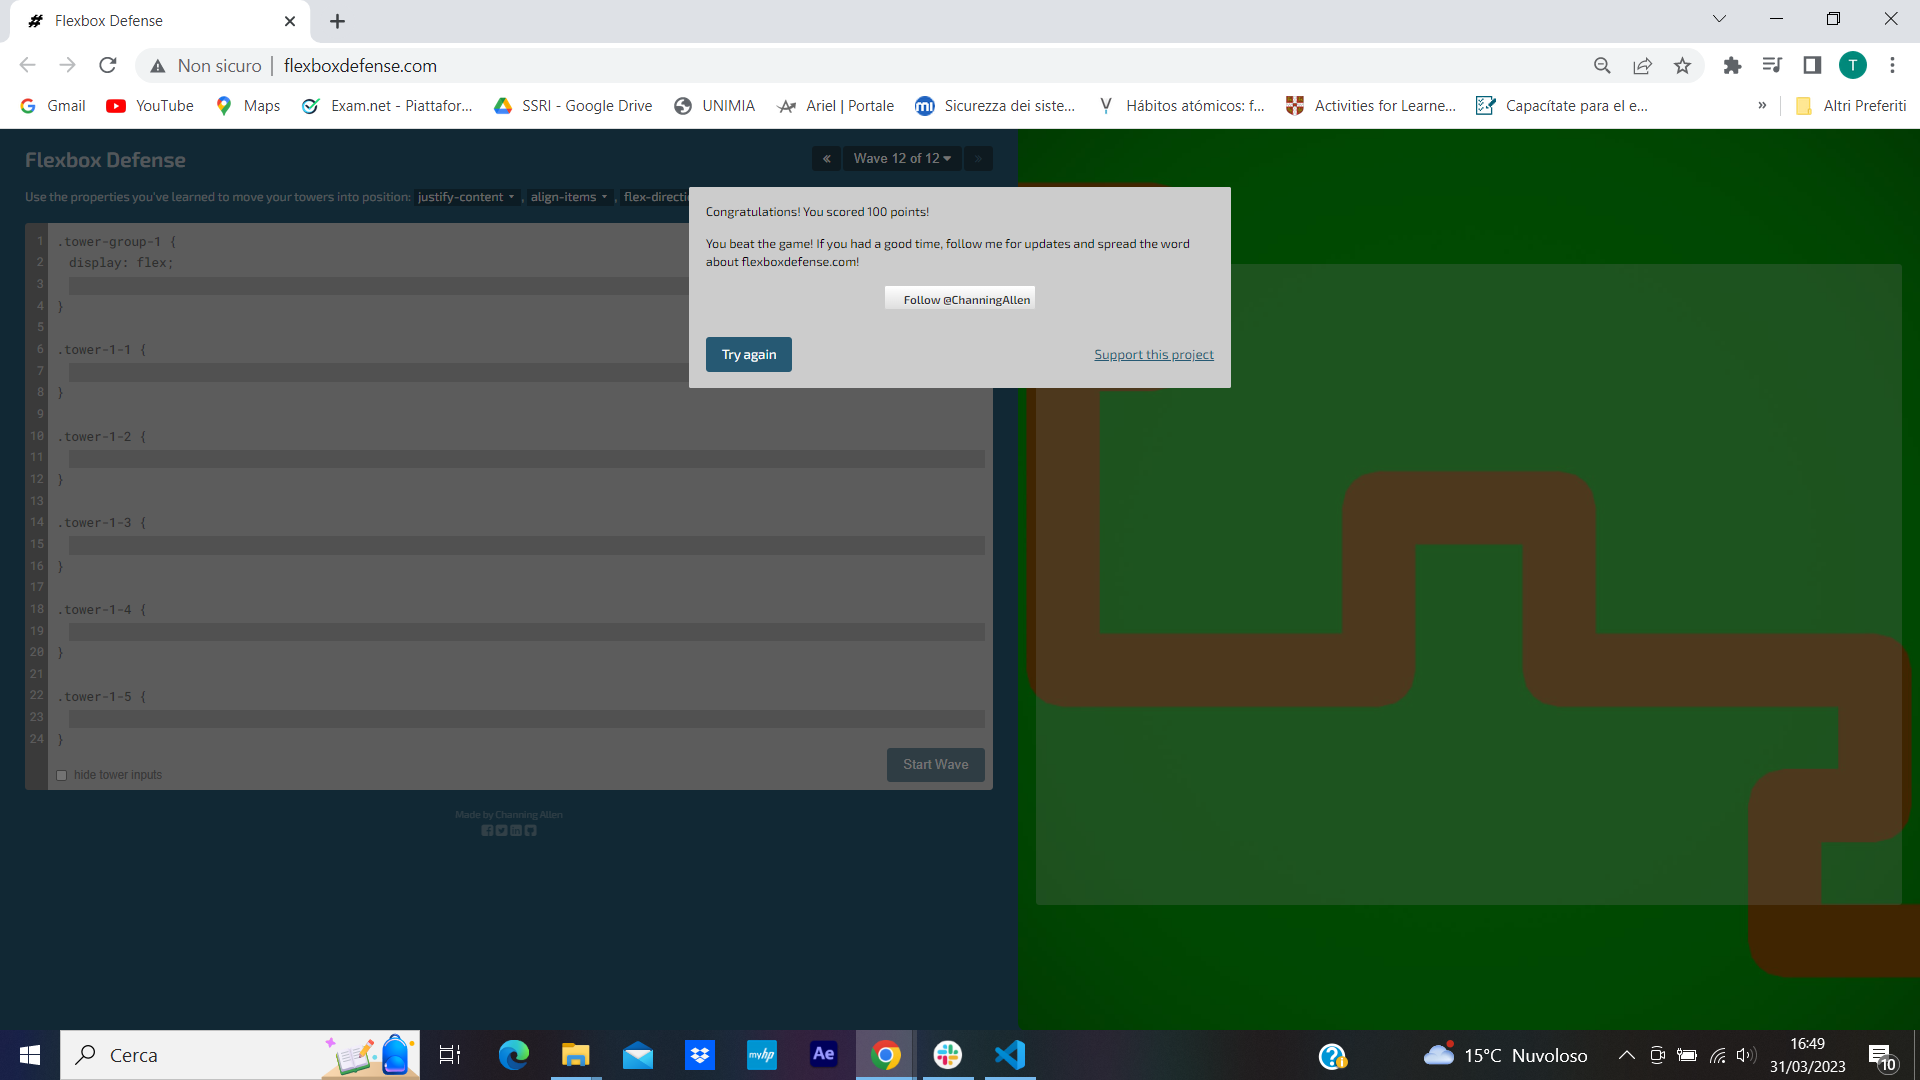 Flexbox Defense
Non sicuro
flexboxdefense.com
T
Gmail
YouTube
Maps
Exam.net - Piattafor...
SSRI - Google Drive
UNIMIA
Ariel | Portale
Sicurezza dei siste...
Hábitos atómicos: f...
Activities for Learne...
Capacítate para el e...
»
Altri Preferiti
Flexbox Defense
«
Wave 12 of 12
»
Use the properties you've learned to move your towers into position: justify-content , align-items , flex-directi
Congratulations! You scored 100 points!
You beat the game! If you had a good time, follow me for updates and spread the word
about flexboxdefense.com!
Follow @ChanningAllen
Try again
Support this project
1 .tower-group-1 {
2 display: flex;
3
4 }
5
6 .tower-1-1 {
7
8 }
9
10 .tower-1-2 {
11
12 }
13
14 .tower-1-3 {
15
16 }
17
18 .tower-1-4 {
19
20 }
21
22 .tower-1-5 {
23
24 }
hide tower inputs
Start Wave
Made by Channing Allen
Cerca
myhp
Ae
15°C Nuvoloso
16:49
31/03/2023
10